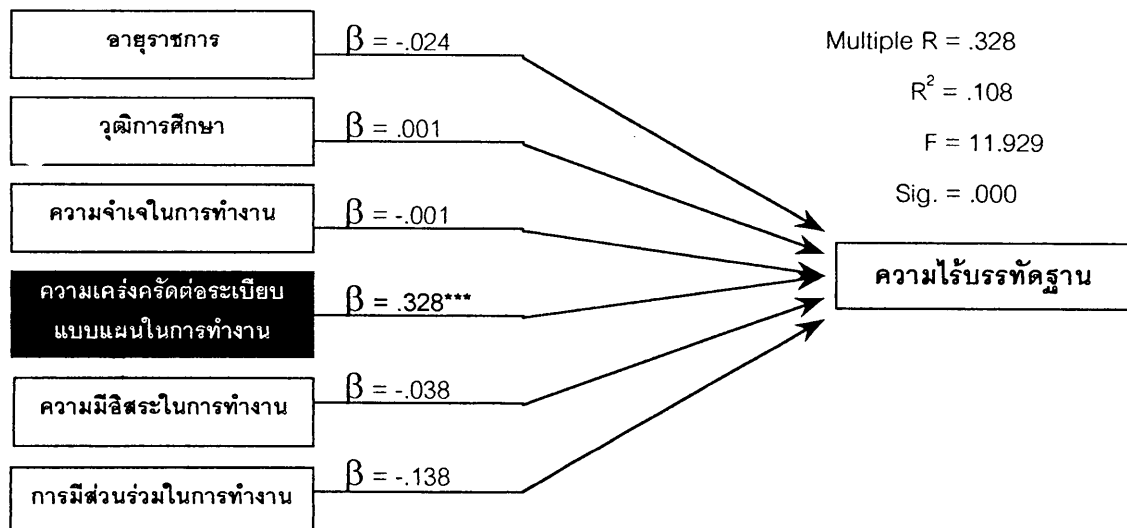 อายุราชการ
β = -.024
Multiple R = .328
R² = .108
วุฒิการศึกษา
β = .001
F = 11.929
Sig. = .000
ความจำเจในการทำงาน
β = -.001
ความเคร่งครัดต่อระเบียบ
แบบแผนในการทำงาน
β = .328***
ความไร้บรรทัดฐาน
ความมีอิสระในการทำงาน
β = -.038
การมีส่วนร่วมในการทำงาน
β = -.138